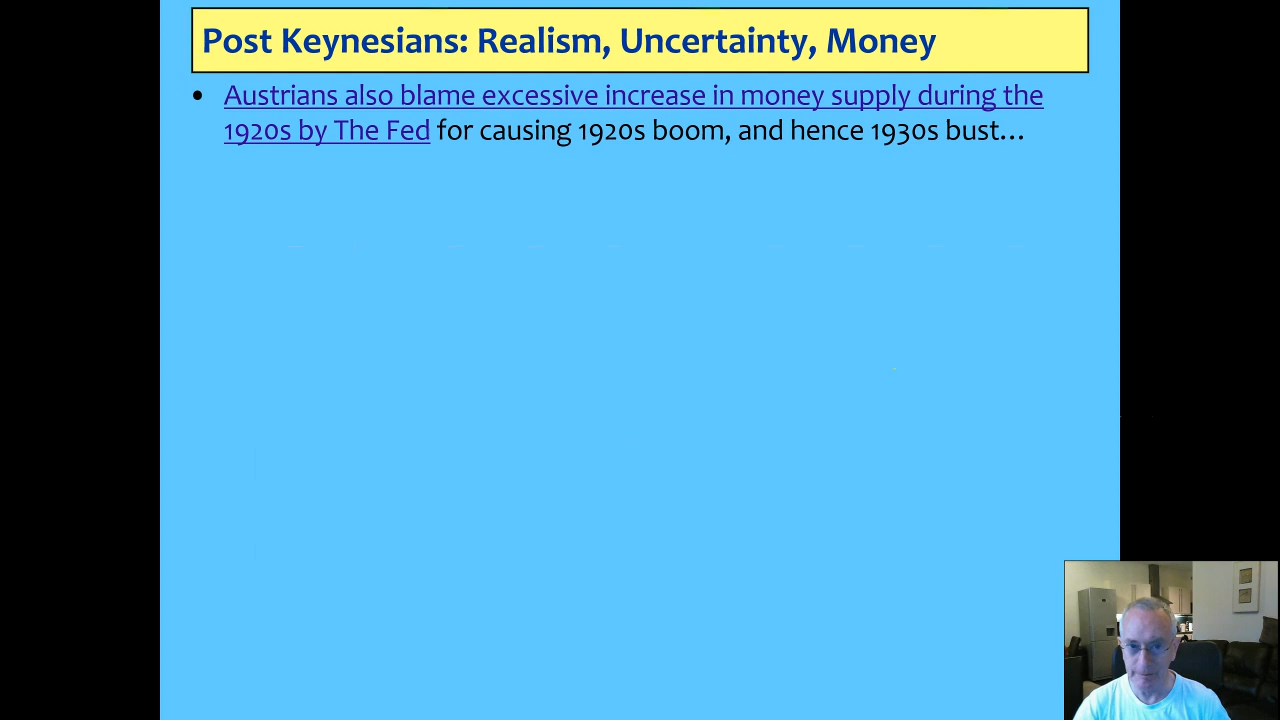 Post Keynesians: Realism, Uncertainty, Money
• Austrians also blame excessive increase in money supply during the
1920s by The Fed for causing 1920s boom, and hence 1930s bust…